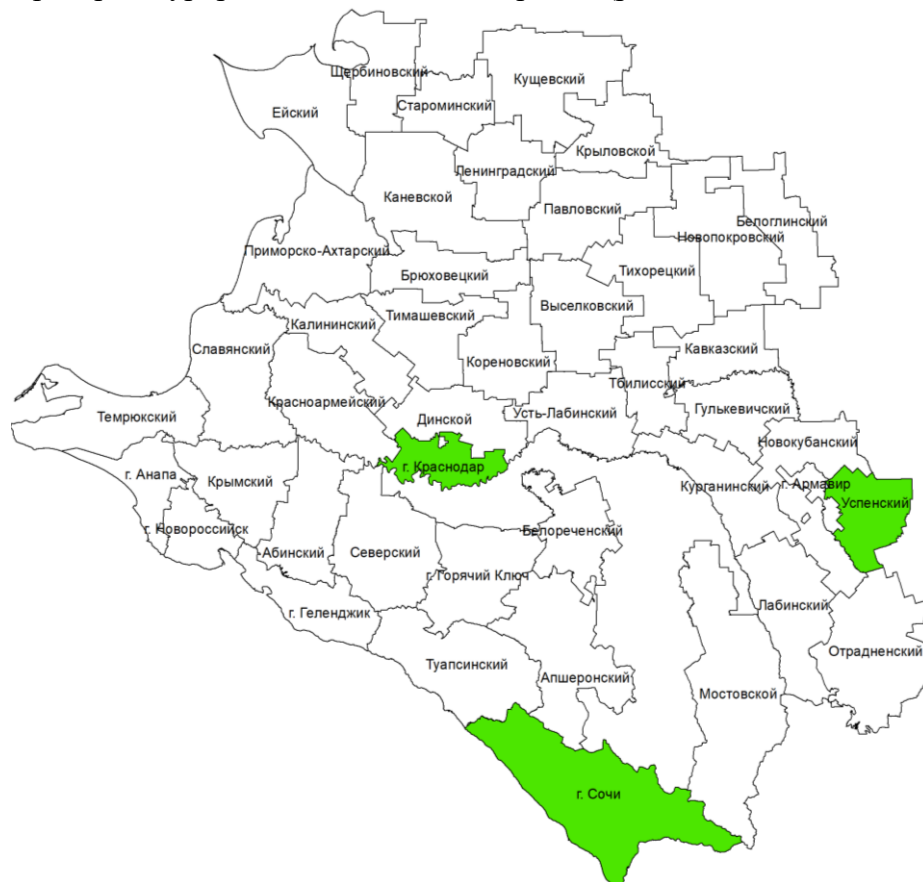 Щербиновский
Кущевский
Староминский
Ейский
Крыловской
Ленинградский
Каневской
Павловский
Белоглинский
Новопокровский
Приморско-Ахтарский
Тихорецкий
Брюховецкий
Выселковский
Тимашевский
Калининский
Славянский
Кавказский
Кореновский
Тбилисский
Красноармейский
Гулькевичский
Усть-Лабинский
Темрюкский
Динской
Новокубанский
г. Краснодар
г. Анапа
Крымский
Курганинский
г. Армавир
Успенский
г. Новороссийск
Белореченский
Абинский
Северский
г. Горячий Ключ
Лабинский
г. Геленджик
Отрадненский
Туапсинский
Апшеронский
Мостовской
г. Сочи